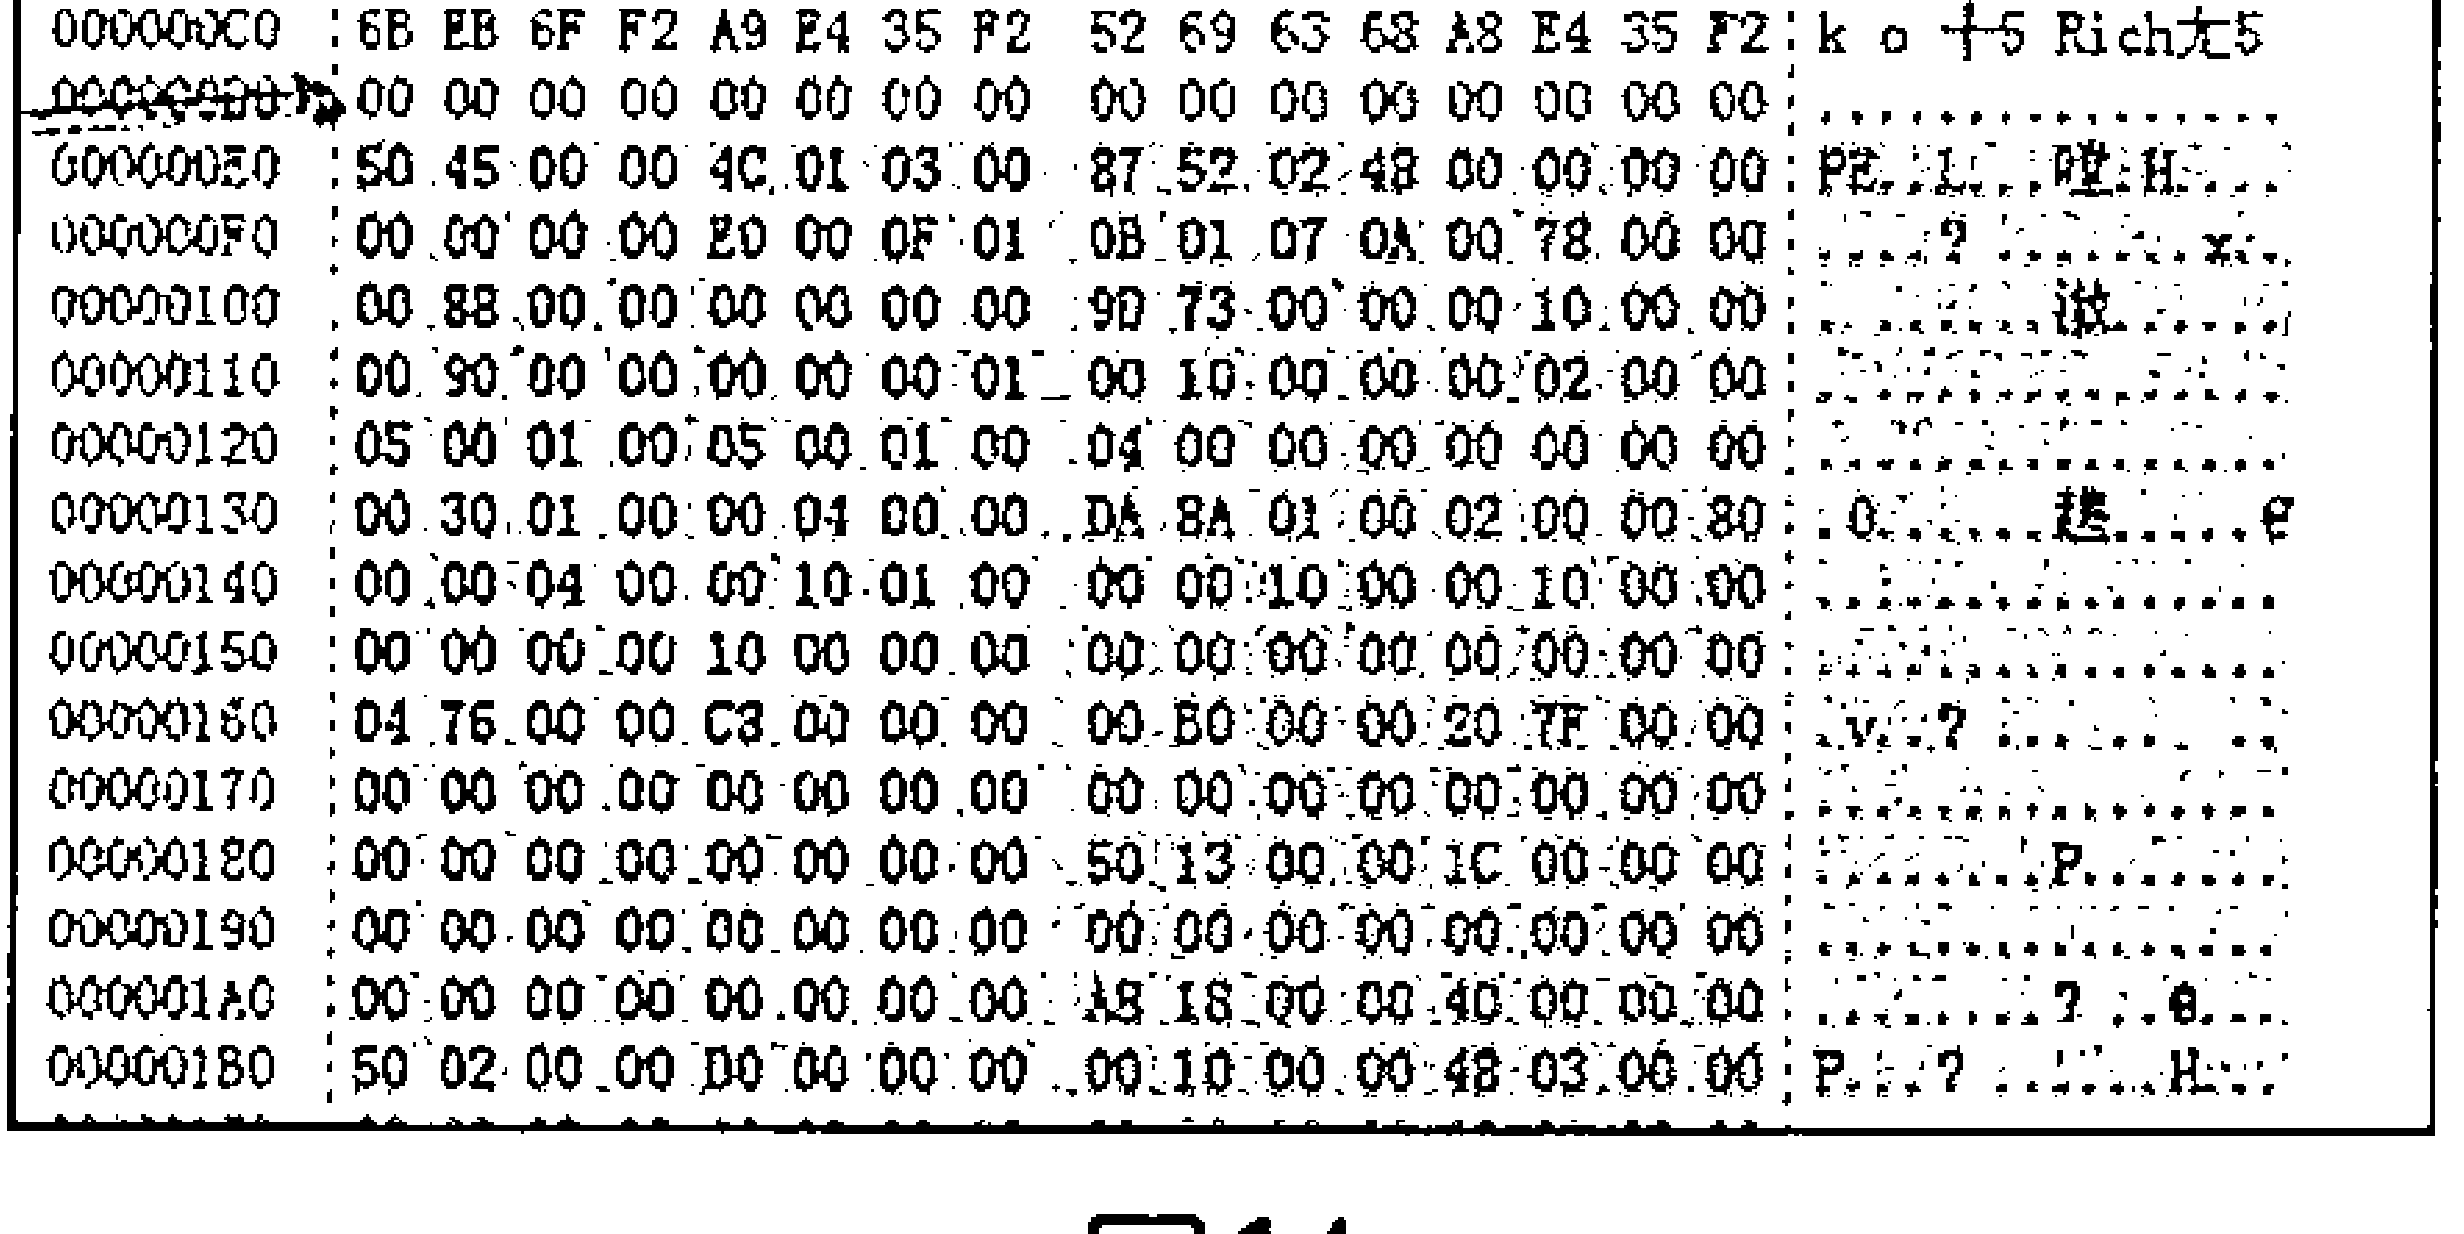 000000C0 6B EB 6F F2 A9 E4 35 F2 52 69 63 68 A8 E4 35 F2 k o 5 Rich 5
000000D0 00 00 00 00 00 00 00 00 00 00 00 00 00 00 00 00 ................
000000E0 50 45 00 00 4C 01 03 00 87 52 02 48 00 00 00 00 PE..L... H....
000000F0 00 00 00 00 E0 00 0F 01 0B 01 07 0A 00 78 00 00 ....? ........x..
00000100 00 88 00 00 00 00 00 00 9D 73 00 00 00 10 00 00
00000110 00 90 00 00 00 00 00 01 00 10 00 00 00 02 00 00 ................
00000120 05 00 01 00 05 00 01 00 04 00 00 00 00 00 00 00 ................
00000130 00 30 01 00 00 04 00 00 DA 8A 01 00 02 00 00 80 .0...... .....€
00000140 00 00 04 00 00 10 01 00 00 00 10 00 00 10 00 00 ................
00000150 00 00 00 00 10 00 00 00 00 00 00 00 00 00 00 00 ................
00000160 04 76 00 00 C8 00 00 00 00 B0 00 00 20 7F 00 00 .v..? ..... ..
00000170 00 00 00 00 00 00 00 00 00 00 00 00 00 00 00 00 ................
00000180 00 00 00 00 00 00 00 00 50 13 00 00 1C 00 00 00 ........P.......
00000190 00 00 00 00 00 00 00 00 00 00 00 00 00 00 00 00 ................
000001A0 00 00 00 00 00 00 00 00 A8 18 00 00 40 00 00 00 ........? ..@...
000001B0 50 02 00 00 D0 00 00 00 00 10 00 00 48 03 00 00 P...? ......H...